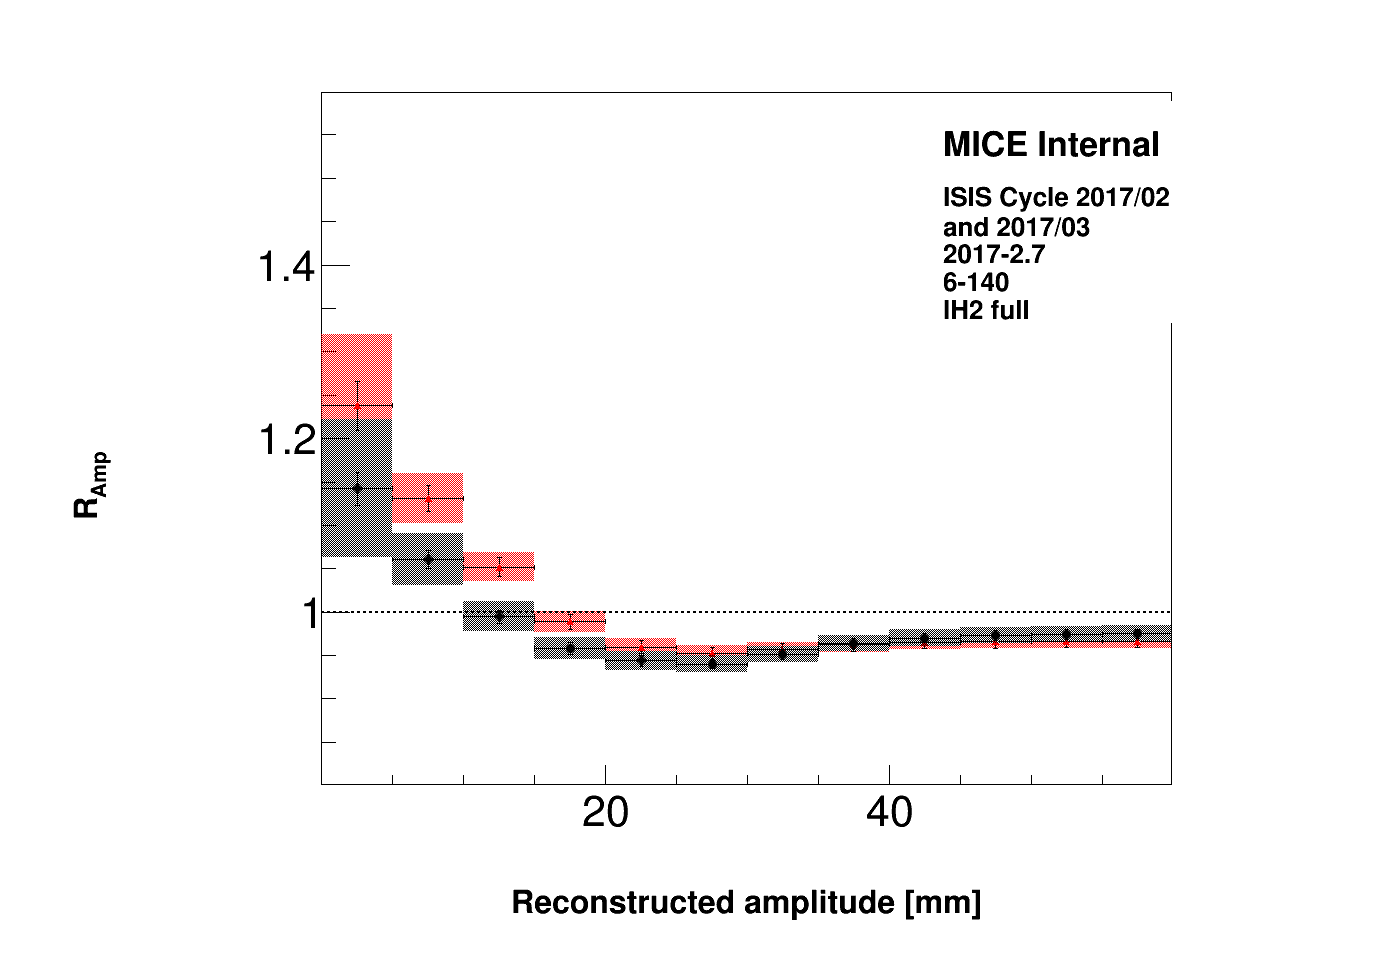 MICE Internal
ISIS Cycle 2017/02
and 2017/03
2017-2.7
6-140
lH2 full
1.4
1.2
1
R_Amp
20
40
Reconstructed amplitude [mm]